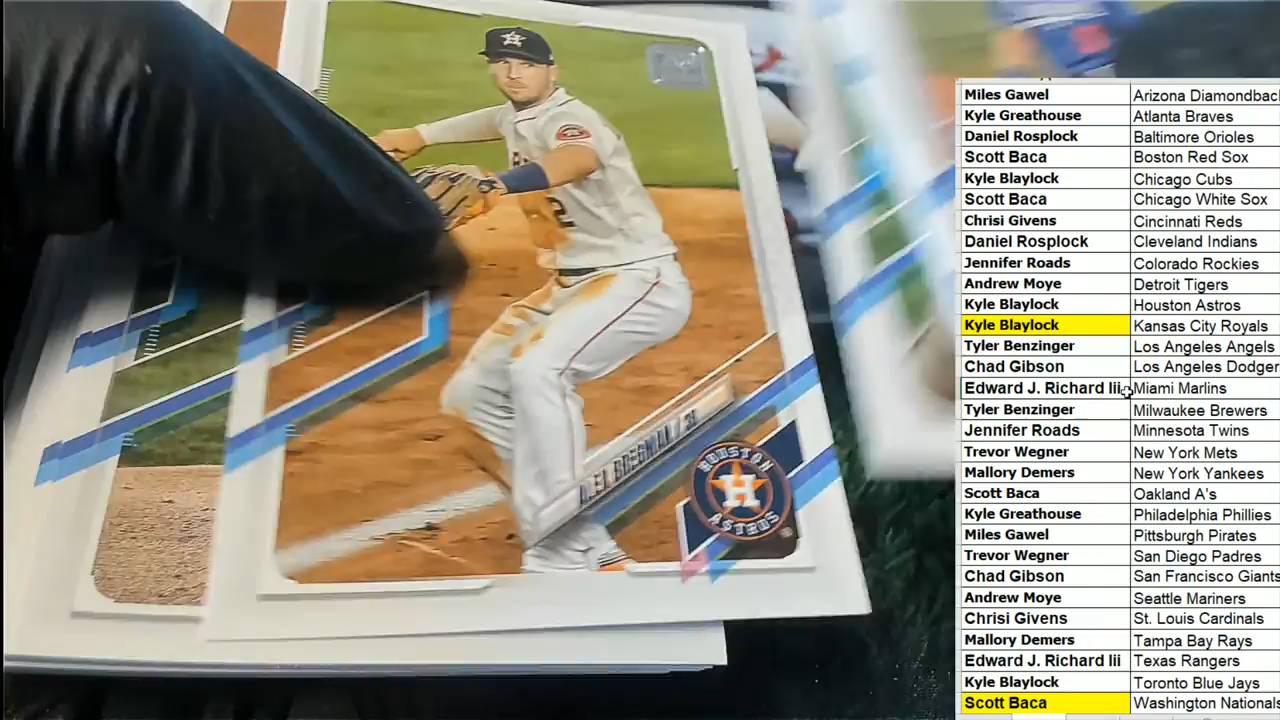 2
ALEX BREGMAN / 3B
HOUSTON
H
ASTROS
Miles Gawel Arizona Diamondbac
Kyle Greathouse Atlanta Braves
Daniel Rosplock Baltimore Orioles
Scott Baca Boston Red Sox
Kyle Blaylock Chicago Cubs
Scott Baca Chicago White Sox
Chrisi Givens Cincinnati Reds
Daniel Rosplock Cleveland Indians
Jennifer Roads Colorado Rockies
Andrew Moye Detroit Tigers
Kyle Blaylock Houston Astros
Kyle Blaylock Kansas City Royals
Tyler Benzinger Los Angeles Angels
Chad Gibson Los Angeles Dodger
Edward J. Richard Iii Miami Marlins
Tyler Benzinger Milwaukee Brewers
Jennifer Roads Minnesota Twins
Trevor Wegner New York Mets
Mallory Demers New York Yankees
Scott Baca Oakland A's
Kyle Greathouse Philadelphia Phillies
Miles Gawel Pittsburgh Pirates
Trevor Wegner San Diego Padres
Chad Gibson San Francisco Giants
Andrew Moye Seattle Mariners
Chrisi Givens St. Louis Cardinals
Mallory Demers Tampa Bay Rays
Edward J. Richard Iii Texas Rangers
Kyle Blaylock Toronto Blue Jays
Scott Baca Washington Nationals